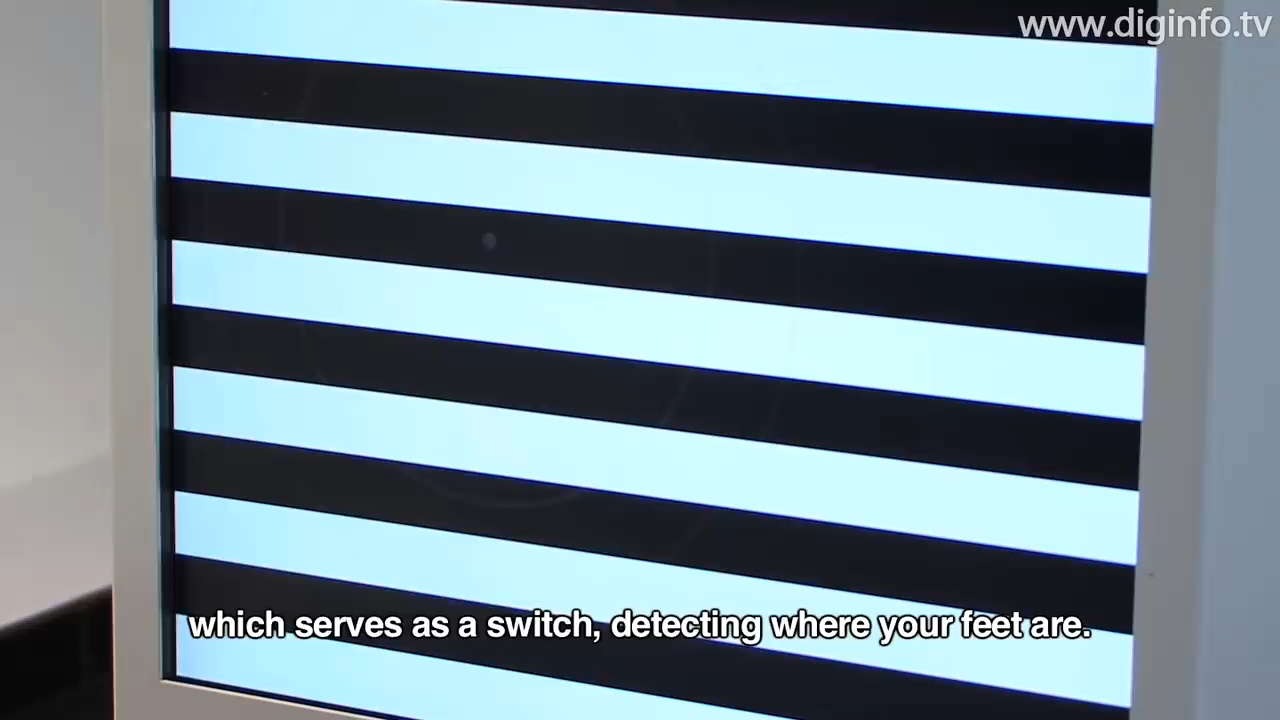 www.diginfo.tv
which serves as a switch, detecting where your feet are.